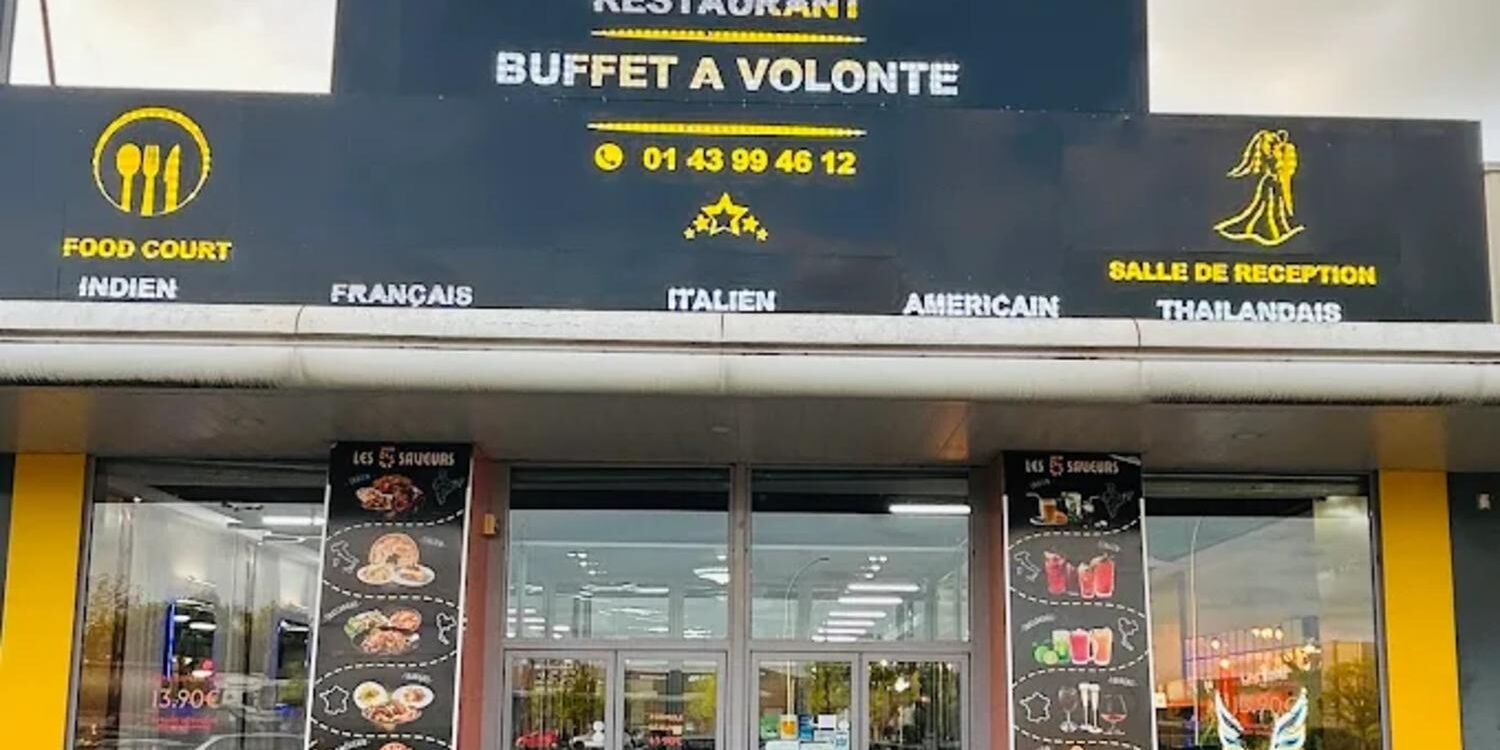 RESTAURANT
BUFFET A VOLONTE
01 43 99 46 12
FOOD COURT
SALLE DE RECEPTION
INDIEN
FRANÇAIS
ITALIEN
AMERICAIN
THAILANDAIS
LES 5 SAVEURS
LES 5 SAVEURS
13.90€